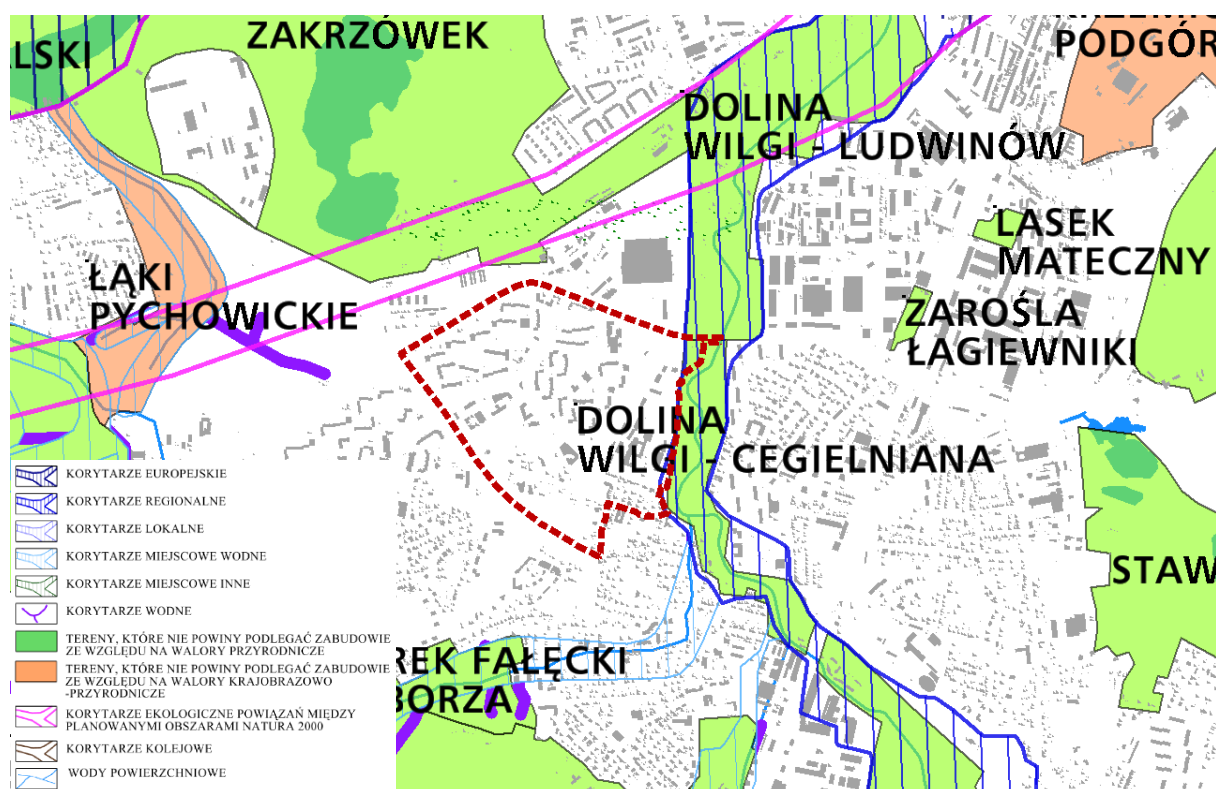 ZAKRZÓWEK
ALSKI
PODGÓR
DOLINA
WILGI - LUDWINÓW
LASEK
MATECZNY
ŁĄKI
PYCHOWICKIE
ZAROŚLA
ŁAGIEWNIKI
DOLINA
WILGI - CEGIELNIANA
STAW
REK FAŁĘCKI
BORZA
KORYTARZE EUROPEJSKIE
KORYTARZE REGIONALNE
KORYTARZE LOKALNE
KORYTARZE MIEJSCOWE WODNE
KORYTARZE MIEJSCOWE INNE
KORYTARZE WODNE
TERENY, KTÓRE NIE POWINY PODLEGAĆ ZABUDOWIE
ZE WZGLĘDU NA WALORY PRZYRODNICZE
TERENY, KTÓRE NIE POWINY PODLEGAĆ ZABUDOWIE
ZE WZGLĘDU NA WALORY KRAJOBRAZOWO
-PRZYRODNICZE
KORYTARZE EKOLOGICZNE POWIĄZAŃ MIĘDZY
PLANOWANYMI OBSZARAMI NATURA 2000
KORYTARZE KOLEJOWE
WODY POWIERZCHNIOWE